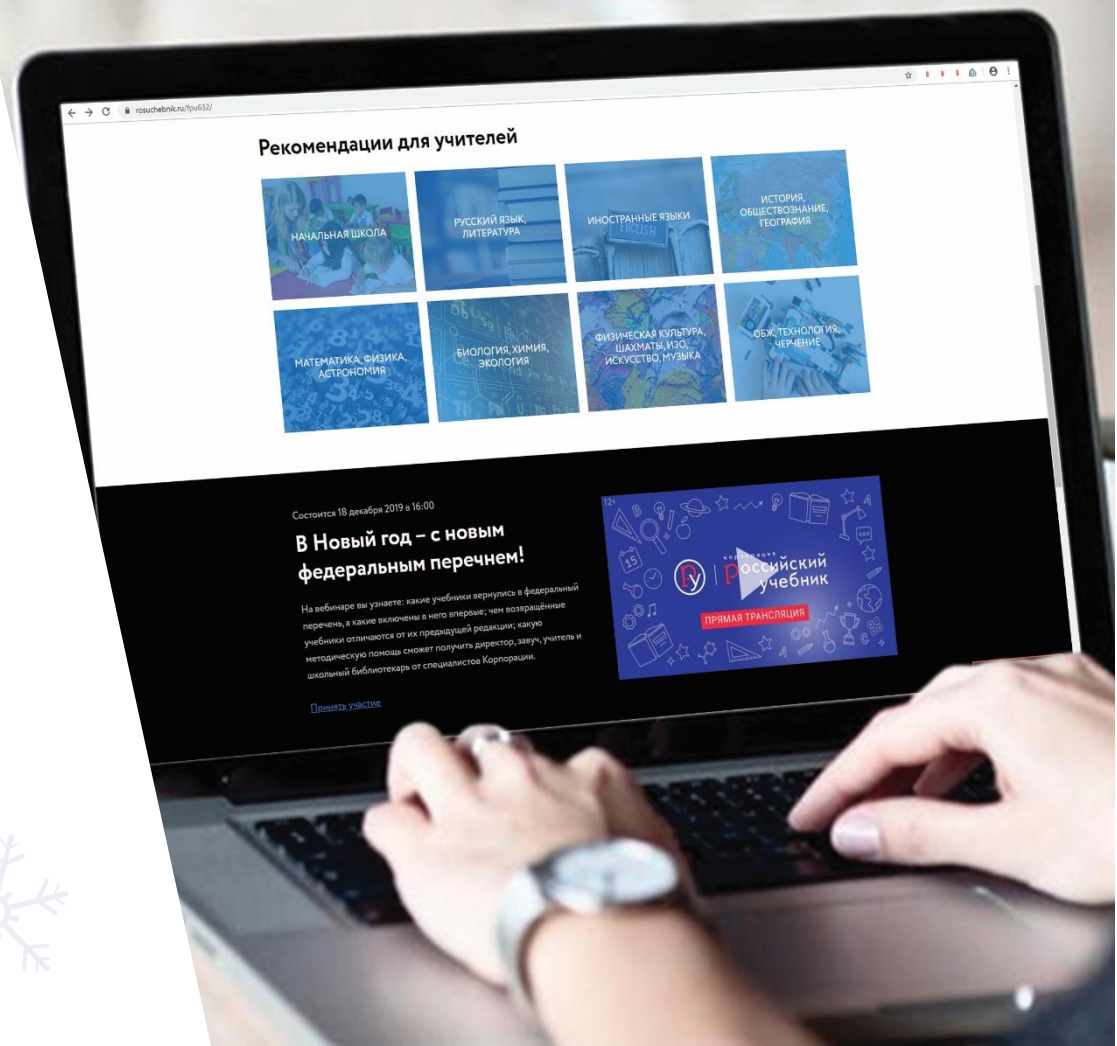 rosuchebnik.ru/fpu632/
Рекомендации для учителей
НАЧАЛЬНАЯ ШКОЛА
РУССКИЙ ЯЗЫК,
ЛИТЕРАТУРА
ИНОСТРАННЫЕ ЯЗЫКИ
ENGLISH
ИСТОРИЯ,
ОБЩЕСТВОЗНАНИЕ,
ГЕОГРАФИЯ
МАТЕМАТИКА, ФИЗИКА,
АСТРОНОМИЯ
БИОЛОГИЯ, ХИМИЯ,
ЭКОЛОГИЯ
ФИЗИЧЕСКАЯ КУЛЬТУРА,
ШАХМАТЫ, ИЗО,
ИСКУССТВО, МУЗЫКА
ОБЖ, ТЕХНОЛОГИЯ,
ЧЕРЧЕНИЕ
Состоится 18 декабря 2019 в 16:00
В Новый год – с новым
федеральным перечнем!
На вебинаре вы узнаете: какие учебники вернулись в федеральный
перечень, а какие включены в него впервые; чем возвращённые
учебники отличаются от их предыдущей редакции; какую
методическую помощь сможет получить директор, завуч, учитель и
школьный библиотекарь от специалистов Корпорации.
Принять участие
12+
15
ру
корпорация
российский
учебник
ПРЯМАЯ ТРАНСЛЯЦИЯ